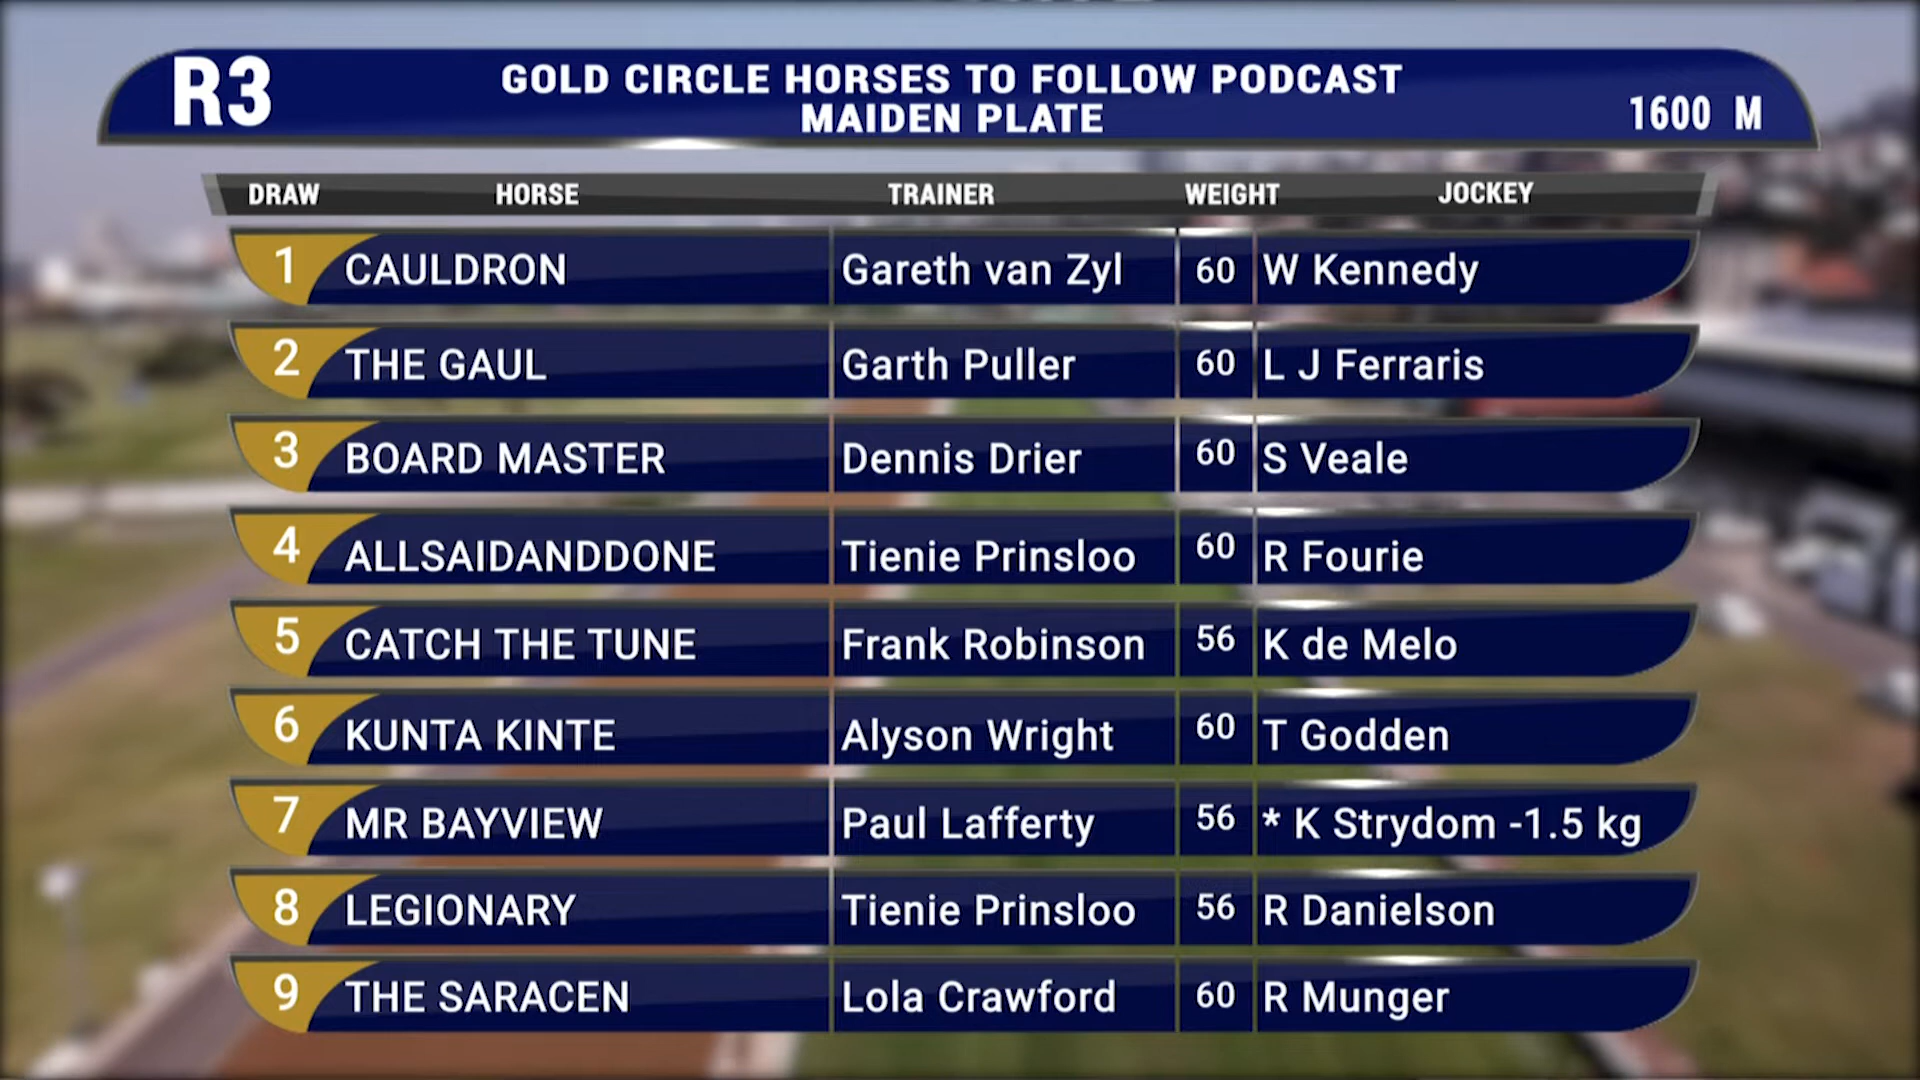 R3
GOLD CIRCLE HORSES TO FOLLOW PODCAST
MAIDEN PLATE
1600 M
DRAW HORSE TRAINER WEIGHT JOCKEY
1 CAULDRON Gareth van Zyl 60 W Kennedy
2 THE GAUL Garth Puller 60 L J Ferraris
3 BOARD MASTER Dennis Drier 60 S Veale
4 ALLSAIDANDDONE Tienie Prinsloo 60 R Fourie
5 CATCH THE TUNE Frank Robinson 56 K de Melo
6 KUNTA KINTE Alyson Wright 60 T Godden
7 MR BAYVIEW Paul Lafferty 56 * K Strydom -1.5 kg
8 LEGIONARY Tienie Prinsloo 56 R Danielson
9 THE SARACEN Lola Crawford 60 R Munger